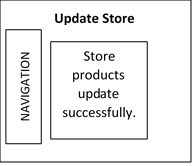 Update Store
NAVIGATION
Store
products
update
successfully.